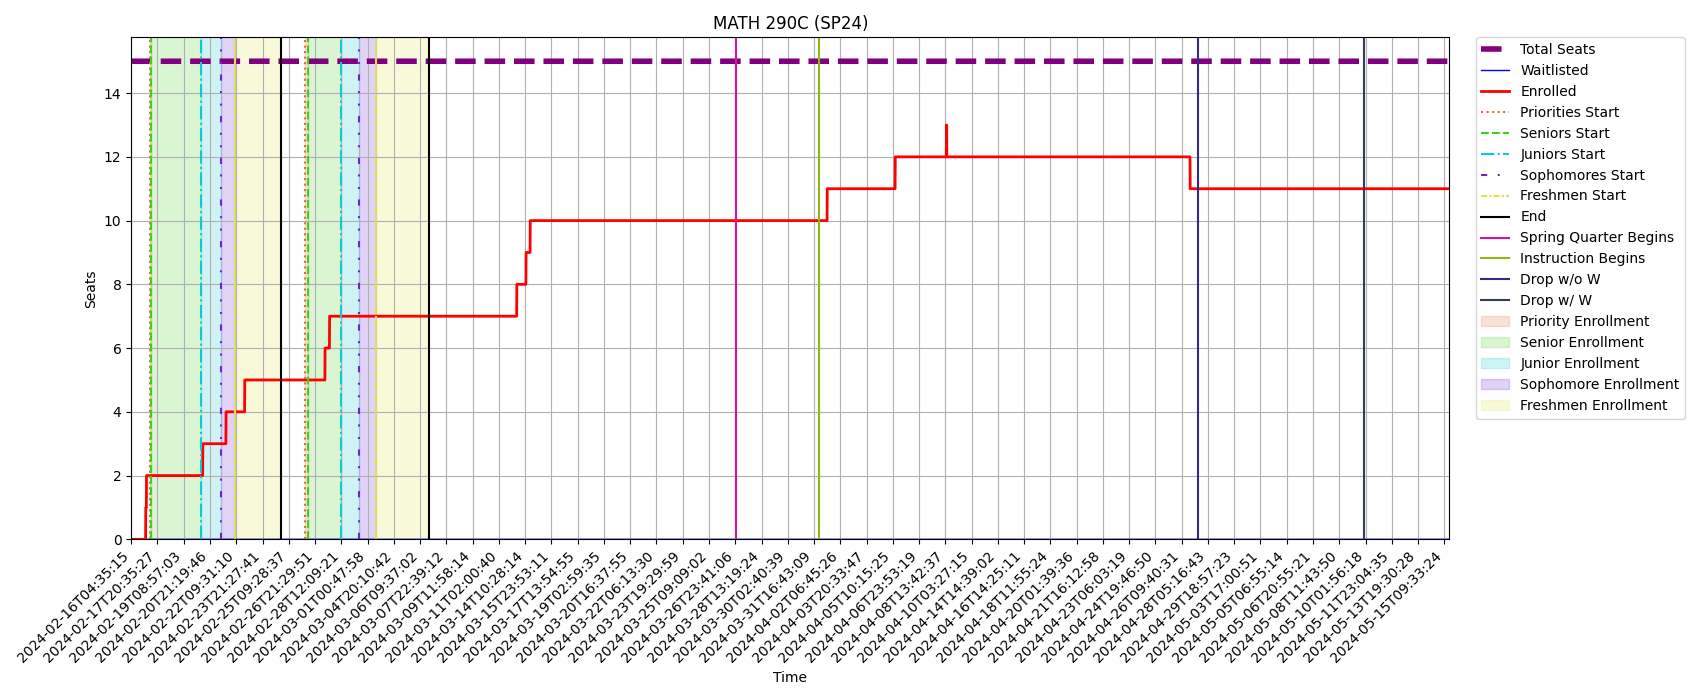 MATH 290C (SP24)
Seats
14
12
10
8
6
4
2
0
2024-02-16T04:35:15
2024-02-17T20:35:27
2024-02-19T08:57:03
2024-02-20T21:19:46
2024-02-22T09:31:10
2024-02-23T21:27:41
2024-02-25T09:28:37
2024-02-26T21:29:51
2024-02-28T12:09:21
2024-03-01T00:47:58
2024-03-04T20:10:42
2024-03-06T09:37:02
2024-03-07T22:39:12
2024-03-09T11:58:14
2024-03-11T02:00:40
2024-03-14T10:28:14
2024-03-15T23:53:11
2024-03-17T13:54:55
2024-03-19T02:59:35
2024-03-20T16:37:55
2024-03-22T06:13:30
2024-03-23T19:29:59
2024-03-25T09:09:02
2024-03-26T23:41:06
2024-03-28T13:19:24
2024-03-30T02:40:39
2024-03-31T16:43:09
2024-04-02T06:45:26
2024-04-03T20:33:47
2024-04-05T10:15:25
2024-04-06T23:53:19
2024-04-08T13:42:37
2024-04-10T03:27:15
2024-04-14T14:39:02
2024-04-16T14:25:11
2024-04-18T11:55:24
2024-04-20T01:39:36
2024-04-21T16:12:58
2024-04-23T06:03:19
2024-04-24T19:46:50
2024-04-26T09:40:31
2024-04-28T05:16:43
2024-04-29T18:57:23
2024-05-03T17:00:51
2024-05-05T06:55:14
2024-05-06T20:55:21
2024-05-08T11:43:50
2024-05-10T01:56:18
2024-05-11T23:04:35
2024-05-13T19:30:28
2024-05-15T09:33:24
Time
Total Seats
Waitlisted
Enrolled
Priorities Start
Seniors Start
Juniors Start
Sophomores Start
Freshmen Start
End
Spring Quarter Begins
Instruction Begins
Drop w/o W
Drop w/ W
Priority Enrollment
Senior Enrollment
Junior Enrollment
Sophomore Enrollment
Freshmen Enrollment